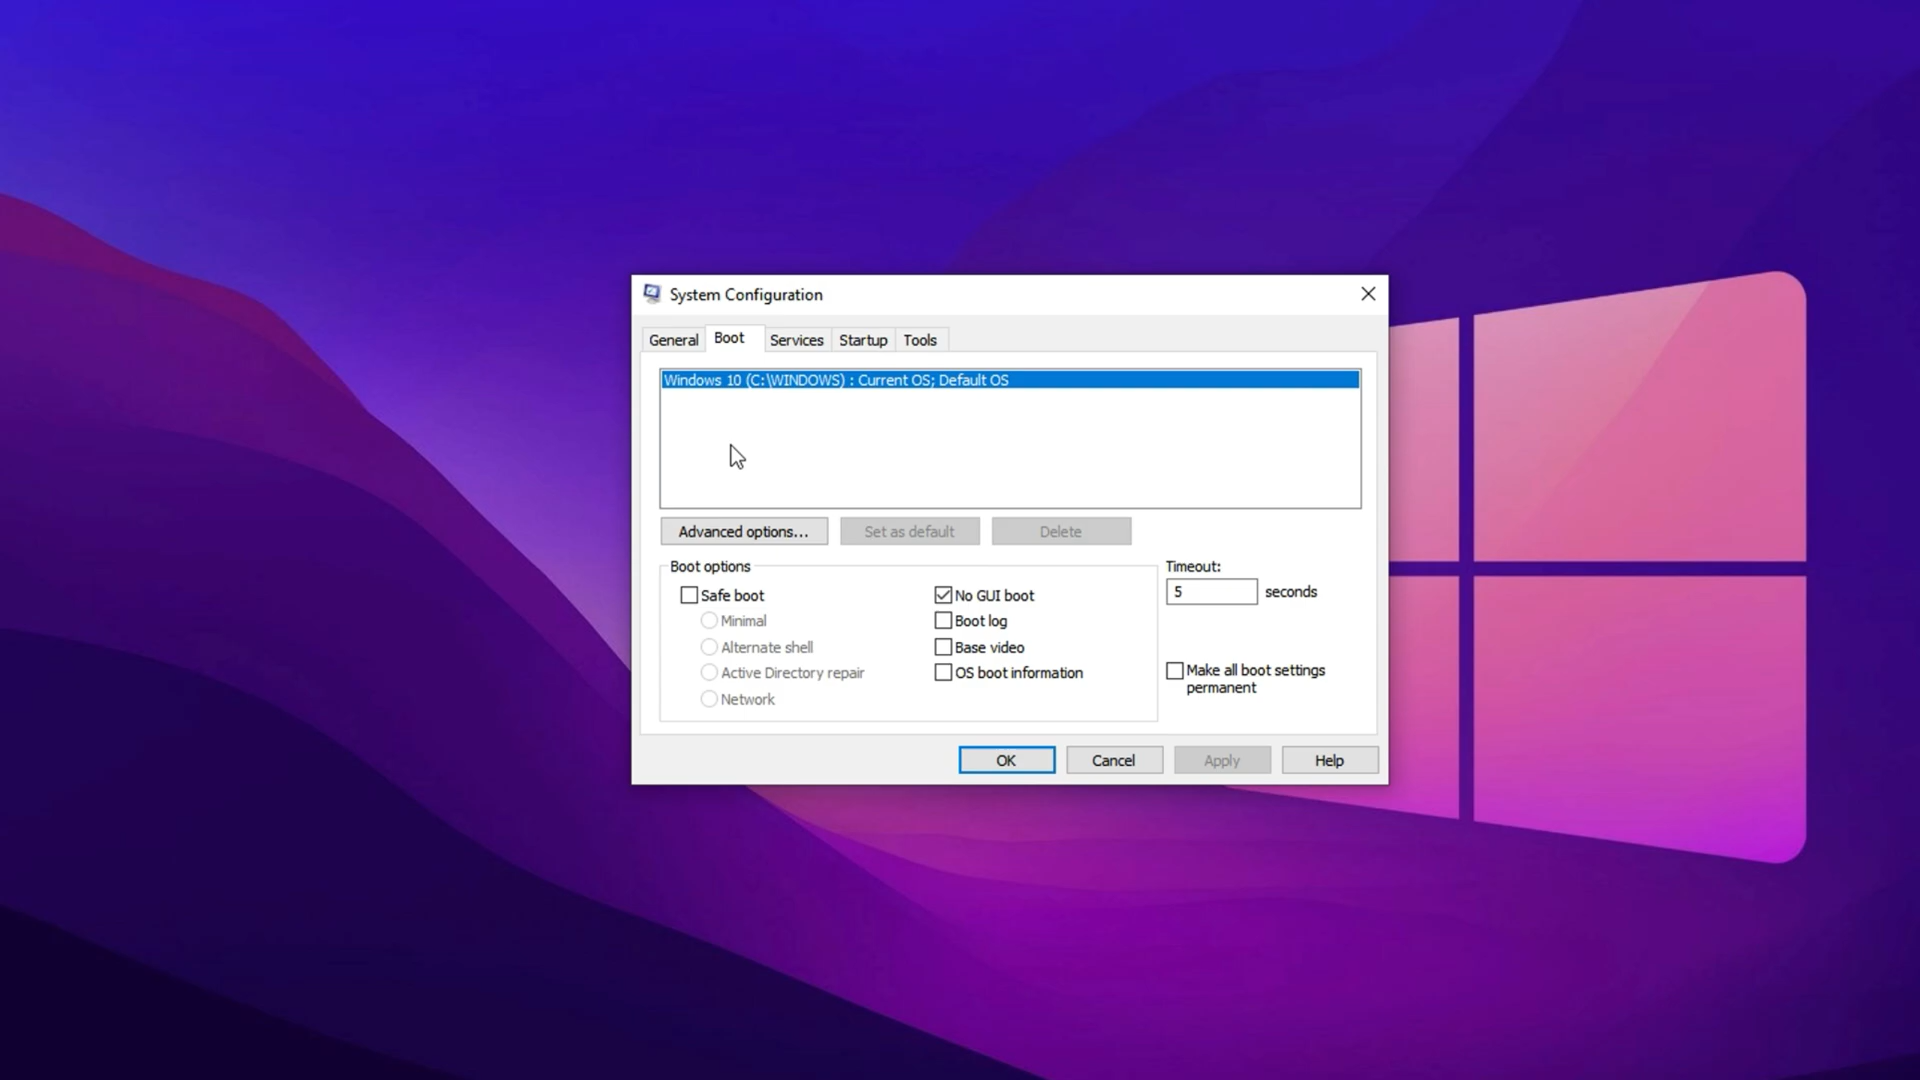 System Configuration
General Boot Services Startup Tools
Windows 10 (C:\WINDOWS) : Current OS; Default OS
Advanced options... Set as default Delete
Boot options
Timeout:
Safe boot No GUI boot 5 seconds
Minimal Boot log
Alternate shell Base video
Active Directory repair OS boot information Make all boot settings
permanent
Network
OK Cancel Apply Help